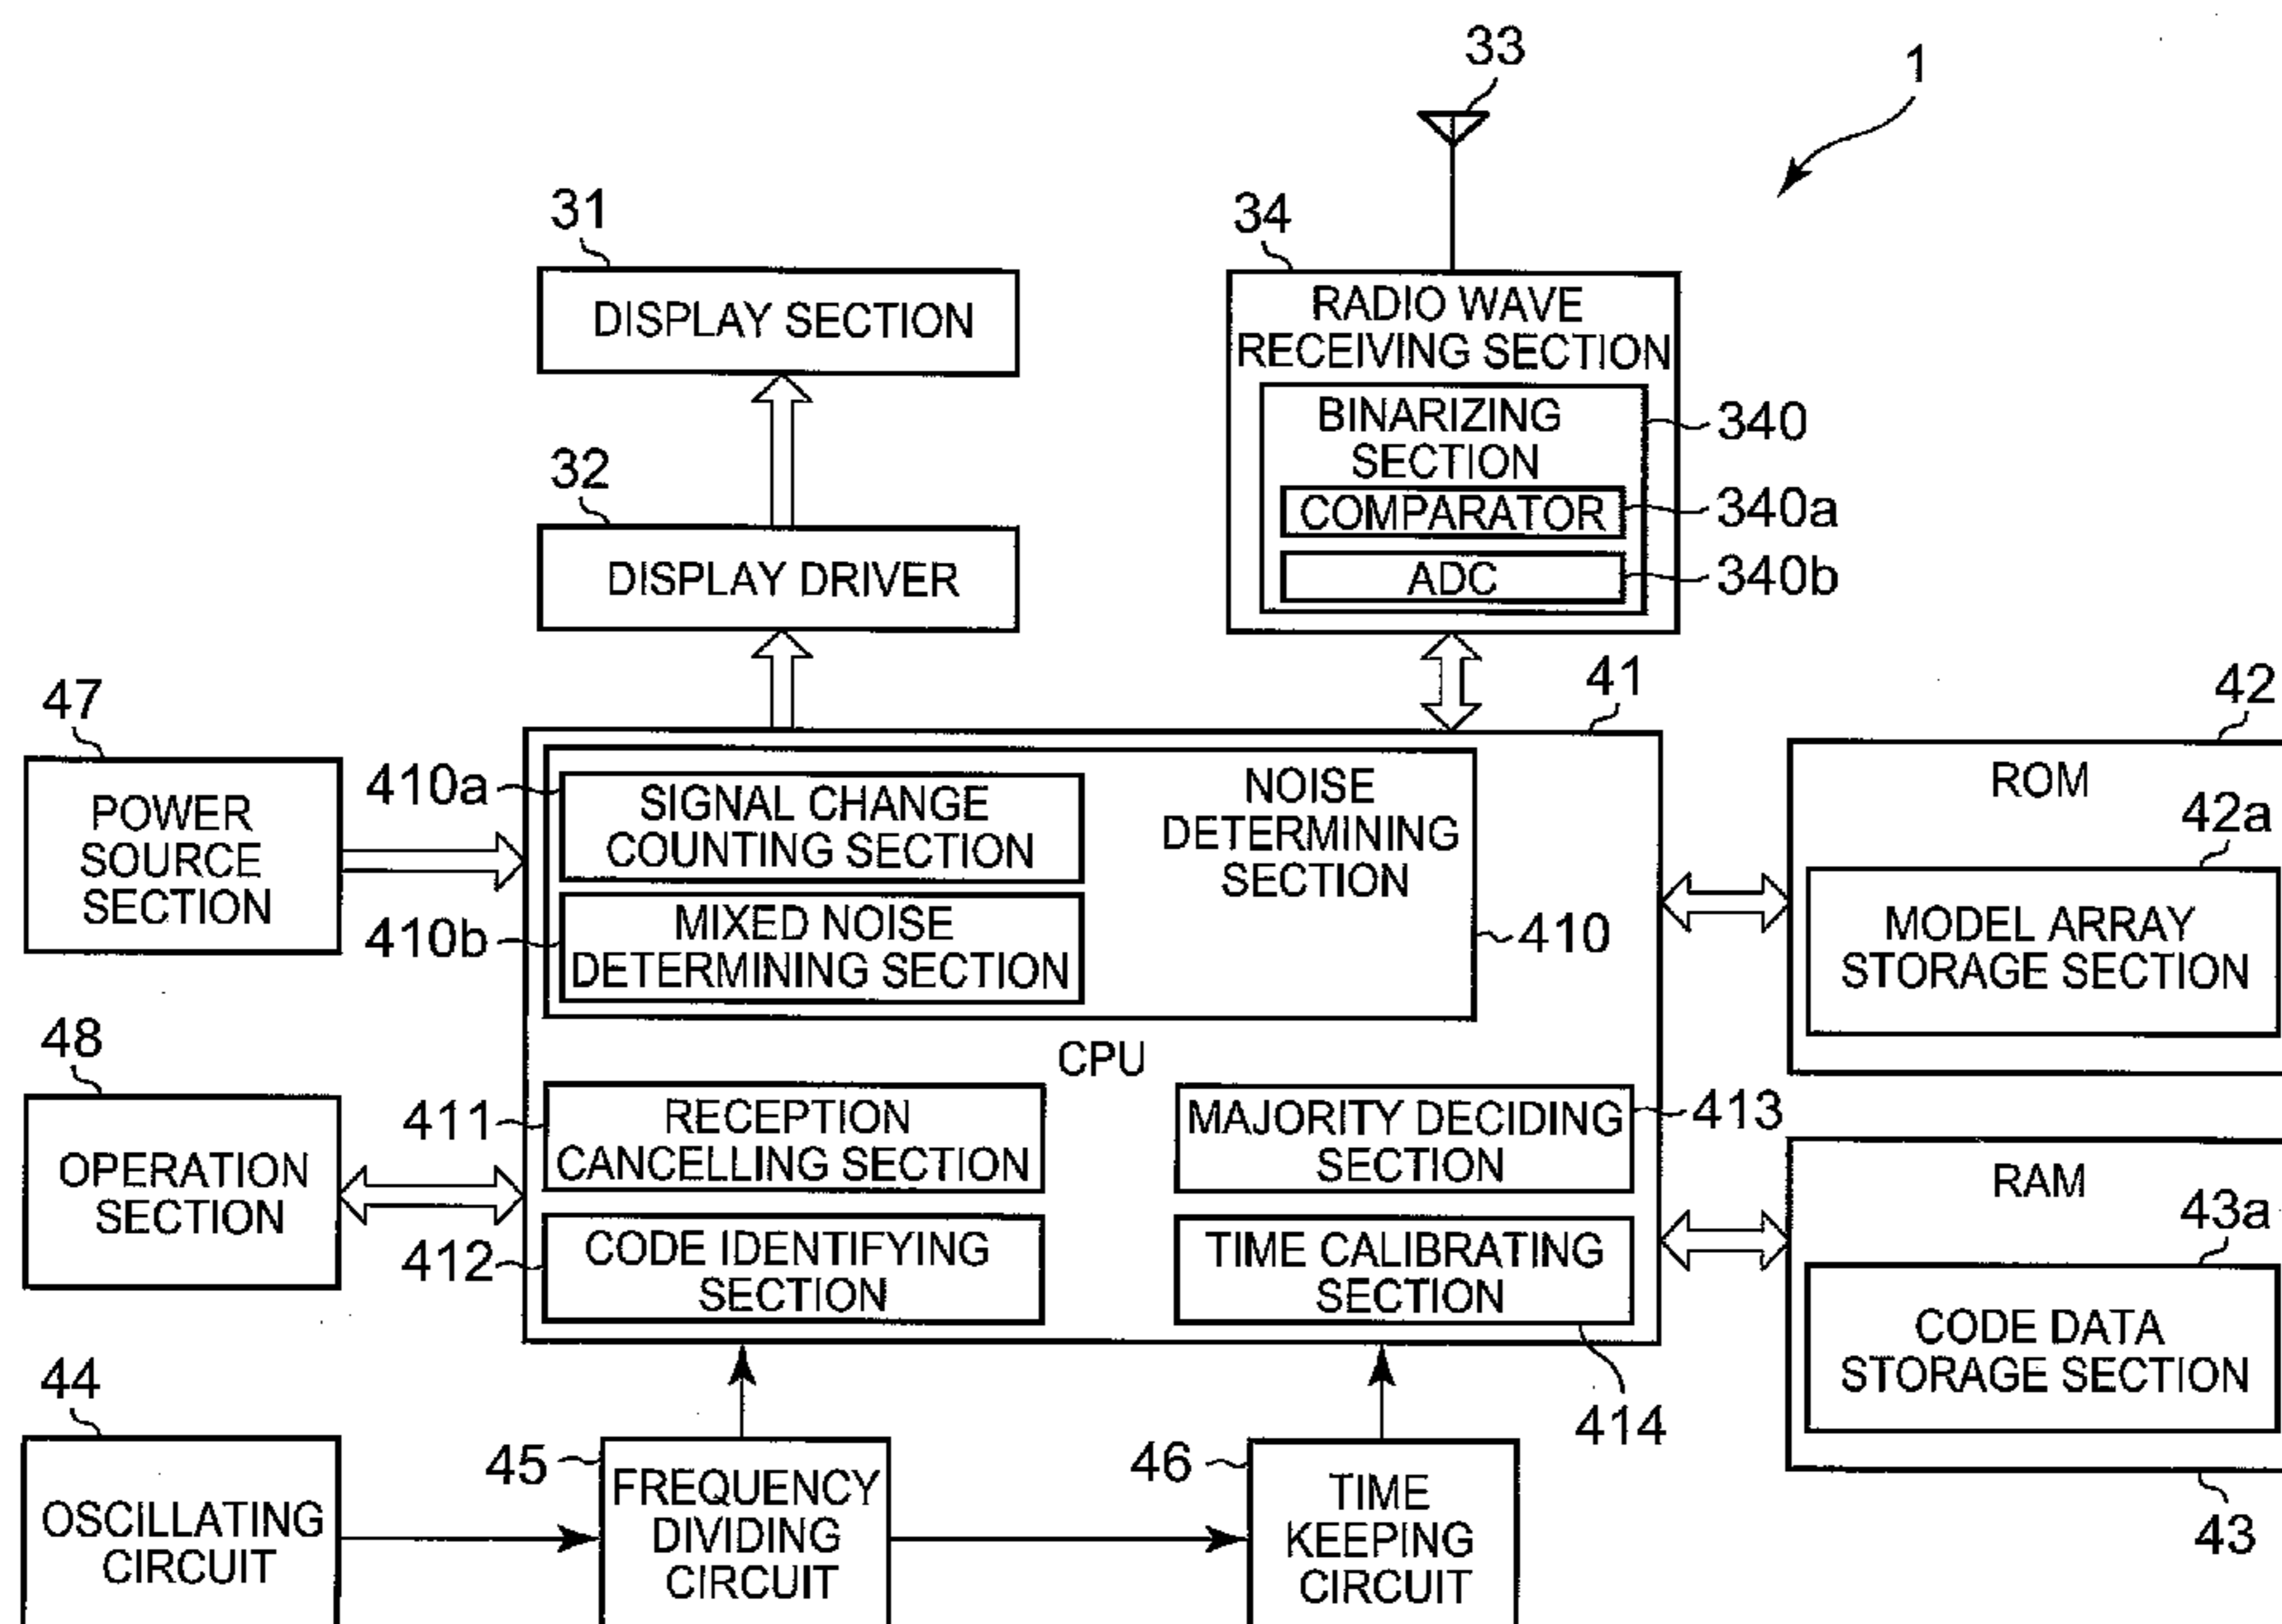 33
1
31
34
DISPLAY SECTION
RADIO WAVE
RECEIVING SECTION
BINARIZING
SECTION
340
COMPARATOR
340a
ADC
340b
32
DISPLAY DRIVER
47
POWER
SOURCE
SECTION
41
410a
SIGNAL CHANGE
COUNTING SECTION
NOISE
DETERMINING
SECTION
410b
MIXED NOISE
DETERMINING SECTION
410
CPU
42
ROM
42a
MODEL ARRAY
STORAGE SECTION
48
OPERATION
SECTION
411
RECEPTION
CANCELLING SECTION
MAJORITY DECIDING
SECTION
413
412
CODE IDENTIFYING
SECTION
TIME CALIBRATING
SECTION
414
RAM
43a
CODE DATA
STORAGE SECTION
43
44
OSCILLATING
CIRCUIT
45
FREQUENCY
DIVIDING
CIRCUIT
46
TIME
KEEPING
CIRCUIT